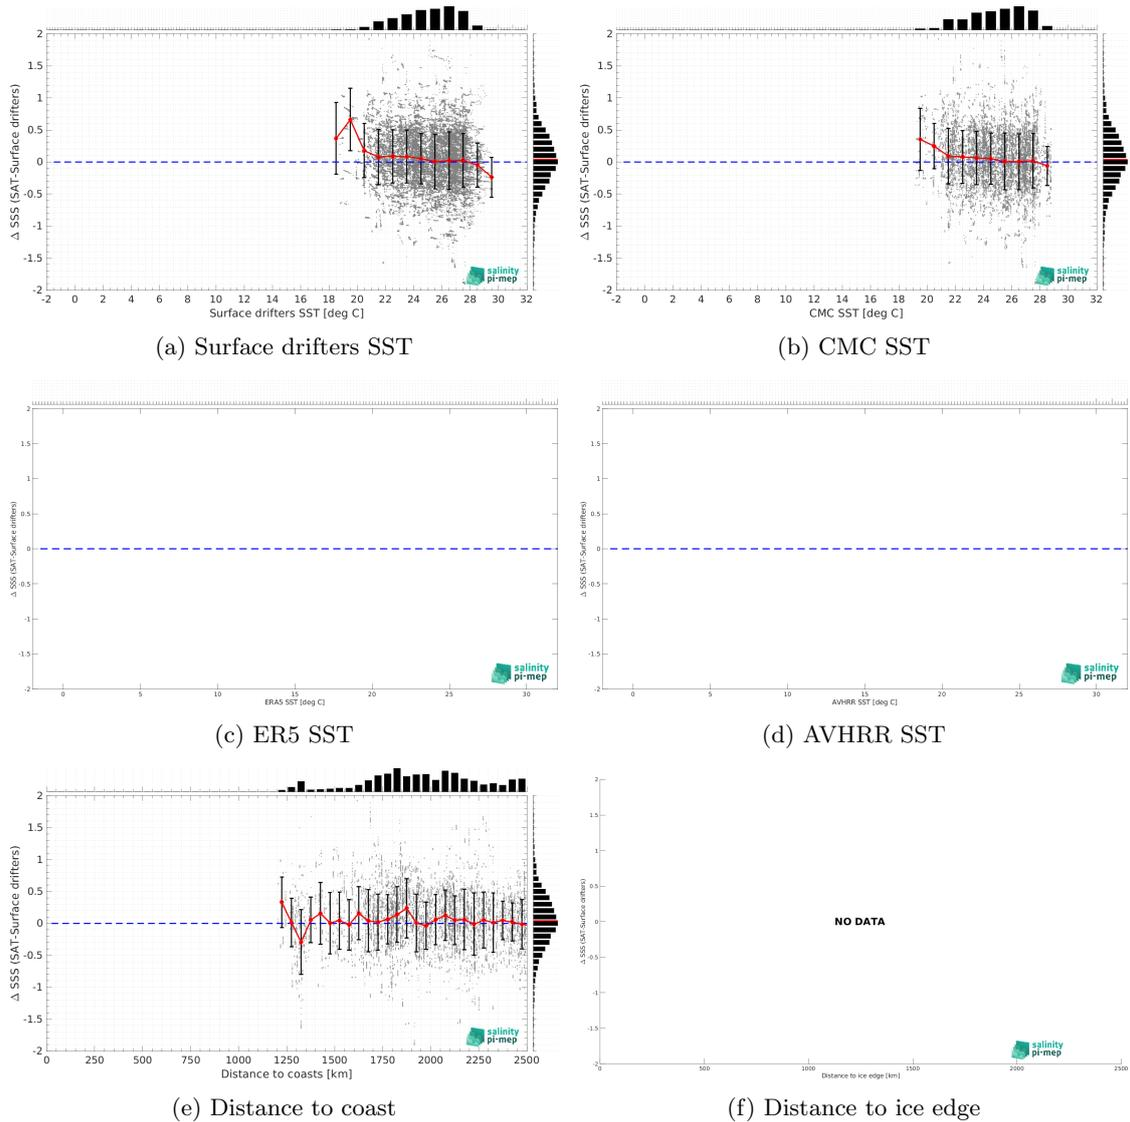 2
1.5
1
0.5
0
-0.5
-1
-1.5
-2
Δ SSS (SAT-Surface drifters)
salinity
pi-mep
-2 0 2 4 6 8 10 12 14 16 18 20 22 24 26 28 30 32
Surface drifters SST [deg C]
(a) Surface drifters SST
2
1.5
1
0.5
0
-0.5
-1
-1.5
-2
Δ SSS (SAT-Surface drifters)
salinity
pi-mep
-2 0 2 4 6 8 10 12 14 16 18 20 22 24 26 28 30 32
CMC SST [deg C]
(b) CMC SST
2
1.5
1
0.5
0
-0.5
-1
-1.5
-2
Δ SSS (SAT-Surface drifters)
salinity
pi-mep
0 5 10 15 20 25 30
ERA5 SST [deg C]
(c) ER5 SST
2
1.5
1
0.5
0
-0.5
-1
-1.5
-2
Δ SSS (SAT-Surface drifters)
salinity
pi-mep
0 5 10 15 20 25 30
AVHRR SST [deg C]
(d) AVHRR SST
2
1.5
1
0.5
0
-0.5
-1
-1.5
-2
Δ SSS (SAT-Surface drifters)
salinity
pi-mep
0 250 500 750 1000 1250 1500 1750 2000 2250 2500
Distance to coasts [km]
(e) Distance to coast
2
1.5
1
0.5
0
-0.5
-1
-1.5
-2
Δ SSS (SAT-Surface drifters)
NO DATA
salinity
pi-mep
0 500 1000 1500 2000 2500
Distance to ice edge [km]
(f) Distance to ice edge